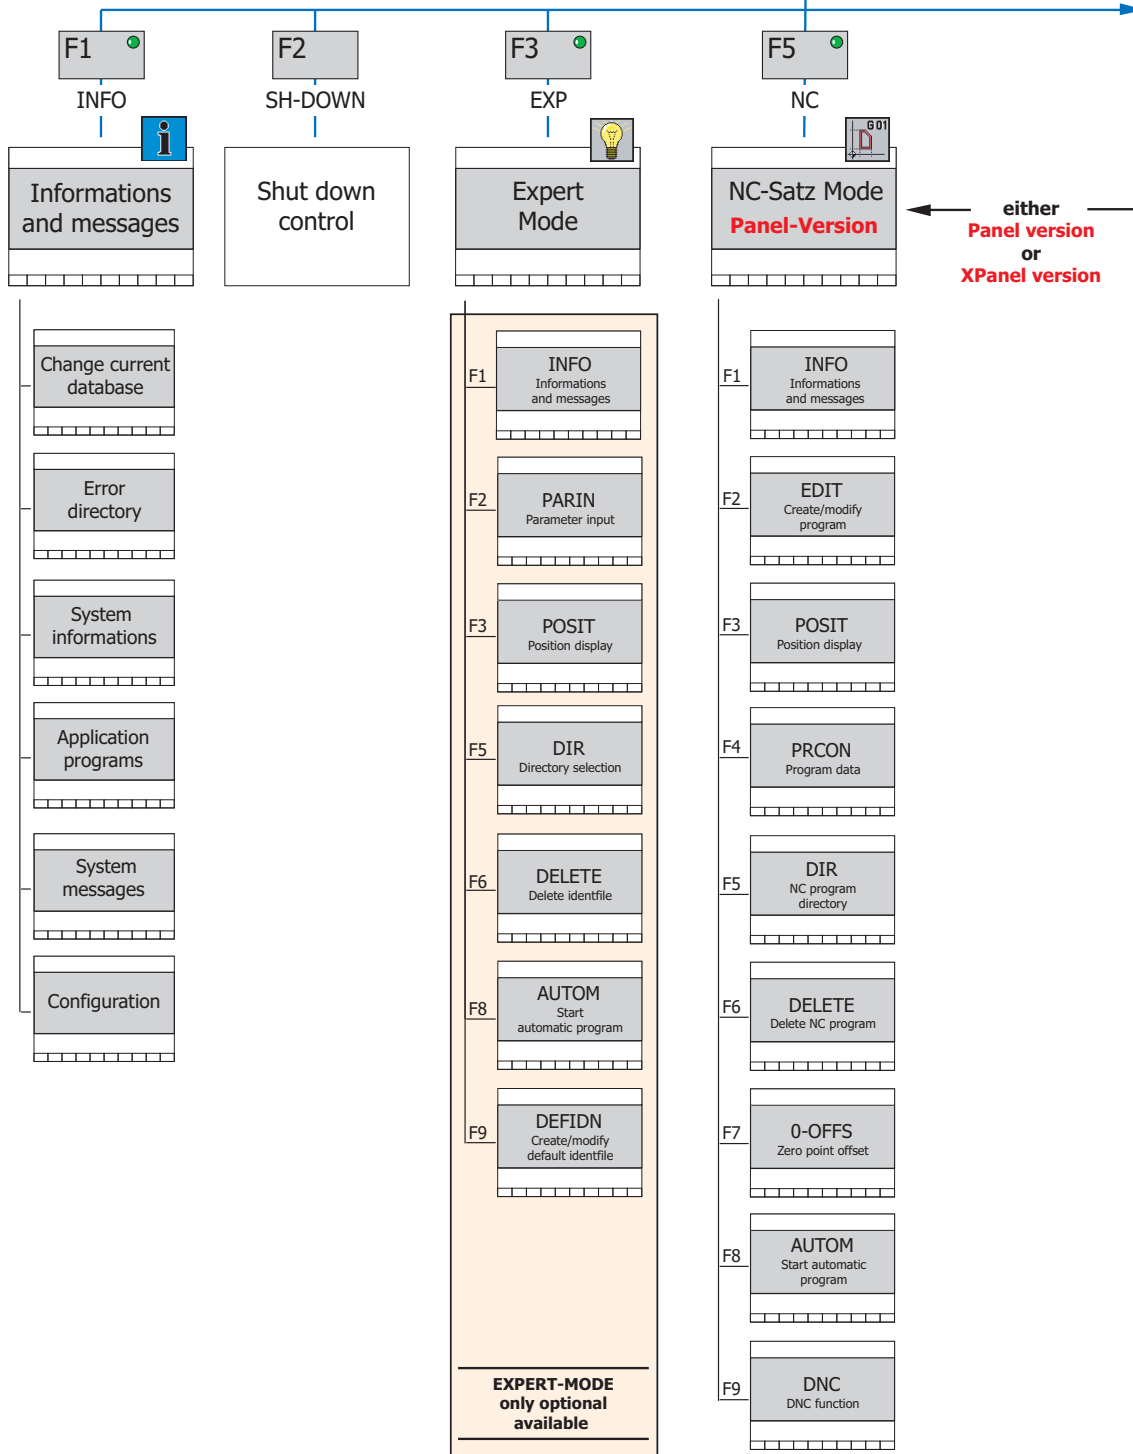 F1
INFO
Informations
and messages
Change current
database
Error
directory
System
informations
Application
programs
System
messages
Configuration
F2
SH-DOWN
Shut down
control
F3
EXP
Expert
Mode
F1
INFO
Informations
and messages
F2
PARIN
Parameter input
F3
POSIT
Position display
F5
DIR
Directory selection
F6
DELETE
Delete identfile
F8
AUTOM
Start
automatic program
F9
DEFIDN
Create/modify
default identfile
EXPERT-MODE
only optional
available
F5
NC
G 01
NC-Satz Mode
Panel-Version
either
Panel version
or
XPanel version
F1
INFO
Informations
and messages
F2
EDIT
Create/modify
program
F3
POSIT
Position display
F4
PRCON
Program data
F5
DIR
NC program
directory
F6
DELETE
Delete NC program
F7
0-OFFS
Zero point offset
F8
AUTOM
Start automatic
program
F9
DNC
DNC function